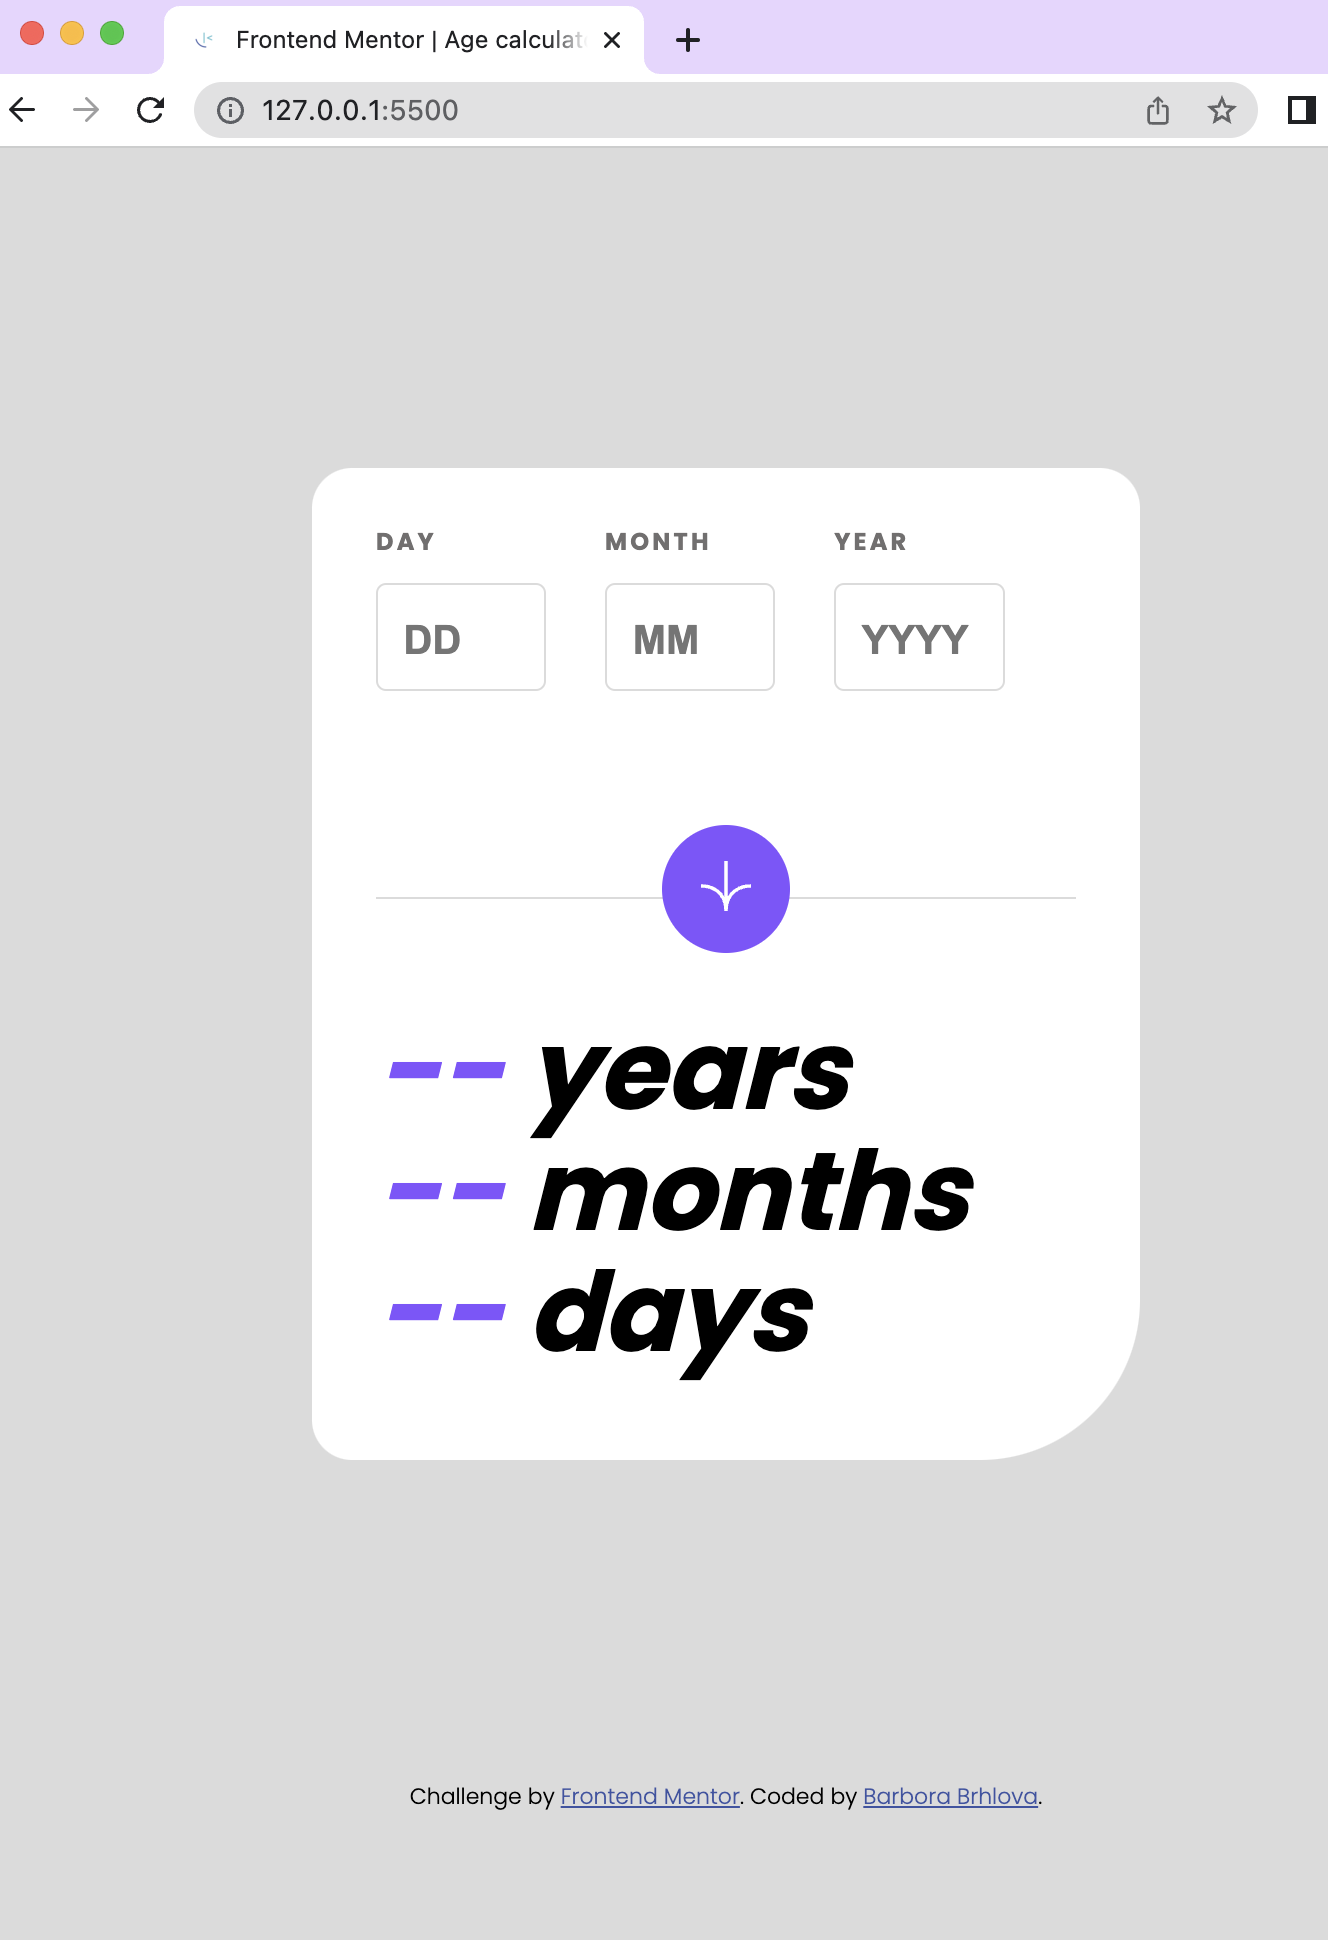 Frontend Mentor | Age calculat
127.0.0.1:5500
DAY MONTH YEAR
DD MM YYYY
-- years
-- months
-- days
Challenge by Frontend Mentor. Coded by Barbora Brhlova.